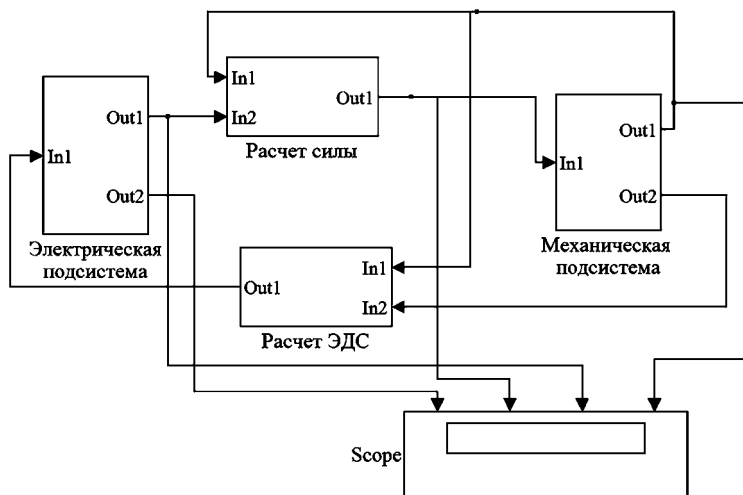 In1
Out1
Out2
Электрическая
подсистема
In1
In2
Out1
Расчет силы
In1
Out1
Out2
Механическая
подсистема
Out1
In1
In2
Расчет ЭДС
Scope